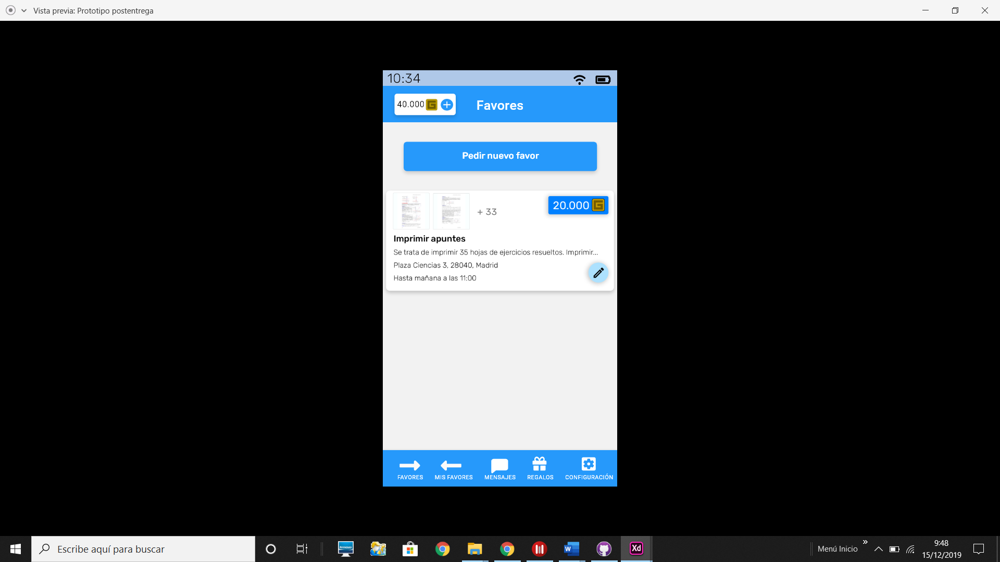 Vista previa: Prototipo postentrega
10:34
40.000 G
Favores
Pedir nuevo favor
+ 33
20.000 G
Imprimir apuntes
Se trata de imprimir 35 hojas de ejercicios resueltos. Imprimir...
Plaza Ciencias 3, 28040, Madrid
Hasta mañana a las 11:00
FAVORES
MIS FAVORES
MENSAJES
REGALOS
CONFIGURACIÓN
Escribe aquí para buscar
W
Xd
Menú Inicio
9:48
15/12/2019